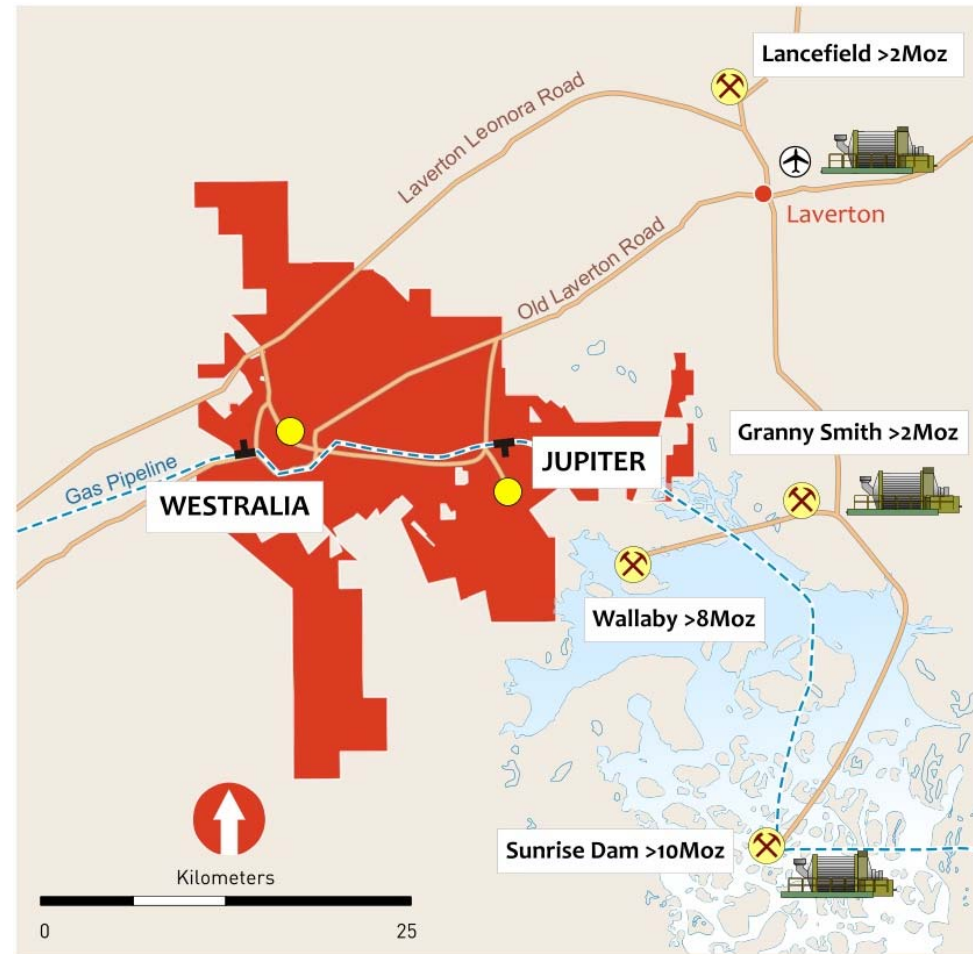 Lancefield >2Moz
Laverton Leonora Road
Laverton
Old Laverton Road
Granny Smith >2Moz
JUPITER
Gas Pipeline
WESTRALIA
Wallaby >8Moz
Sunrise Dam >10Moz
Kilometers
0 25